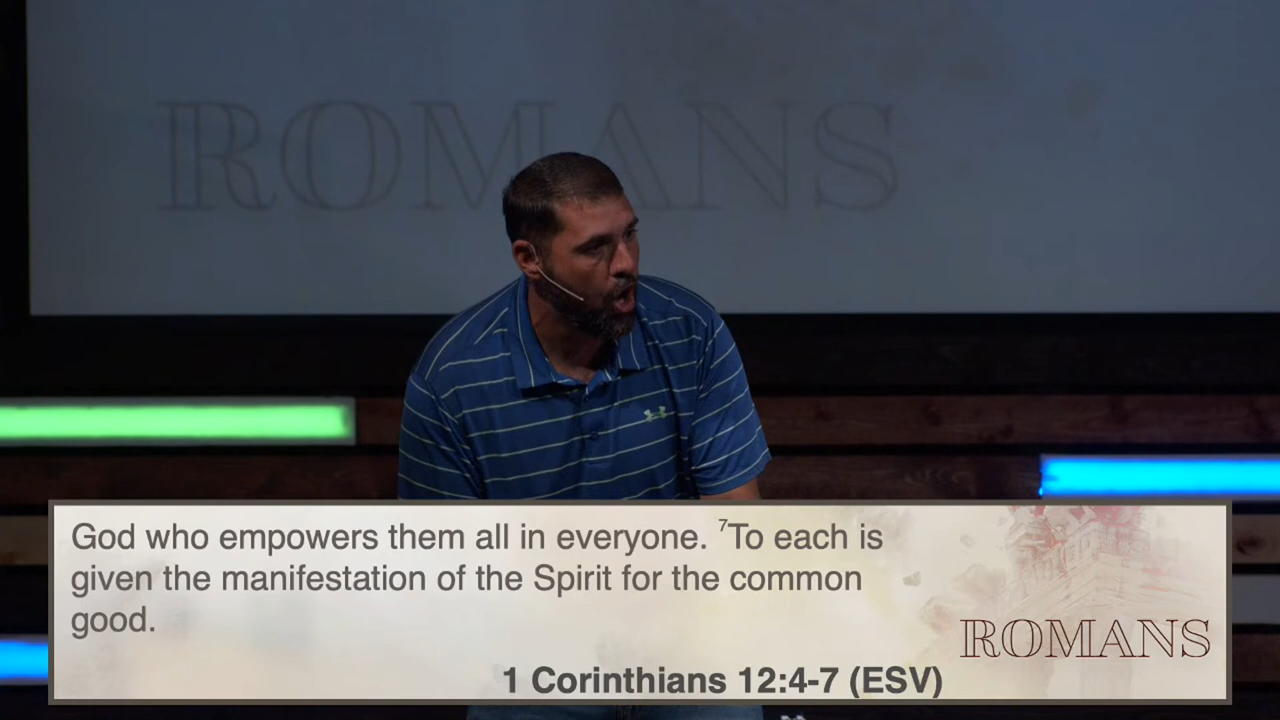 ROMANS
God who empowers them all in everyone. ⁷To each is
given the manifestation of the Spirit for the common
good.
ROMANS
1 Corinthians 12:4-7 (ESV)